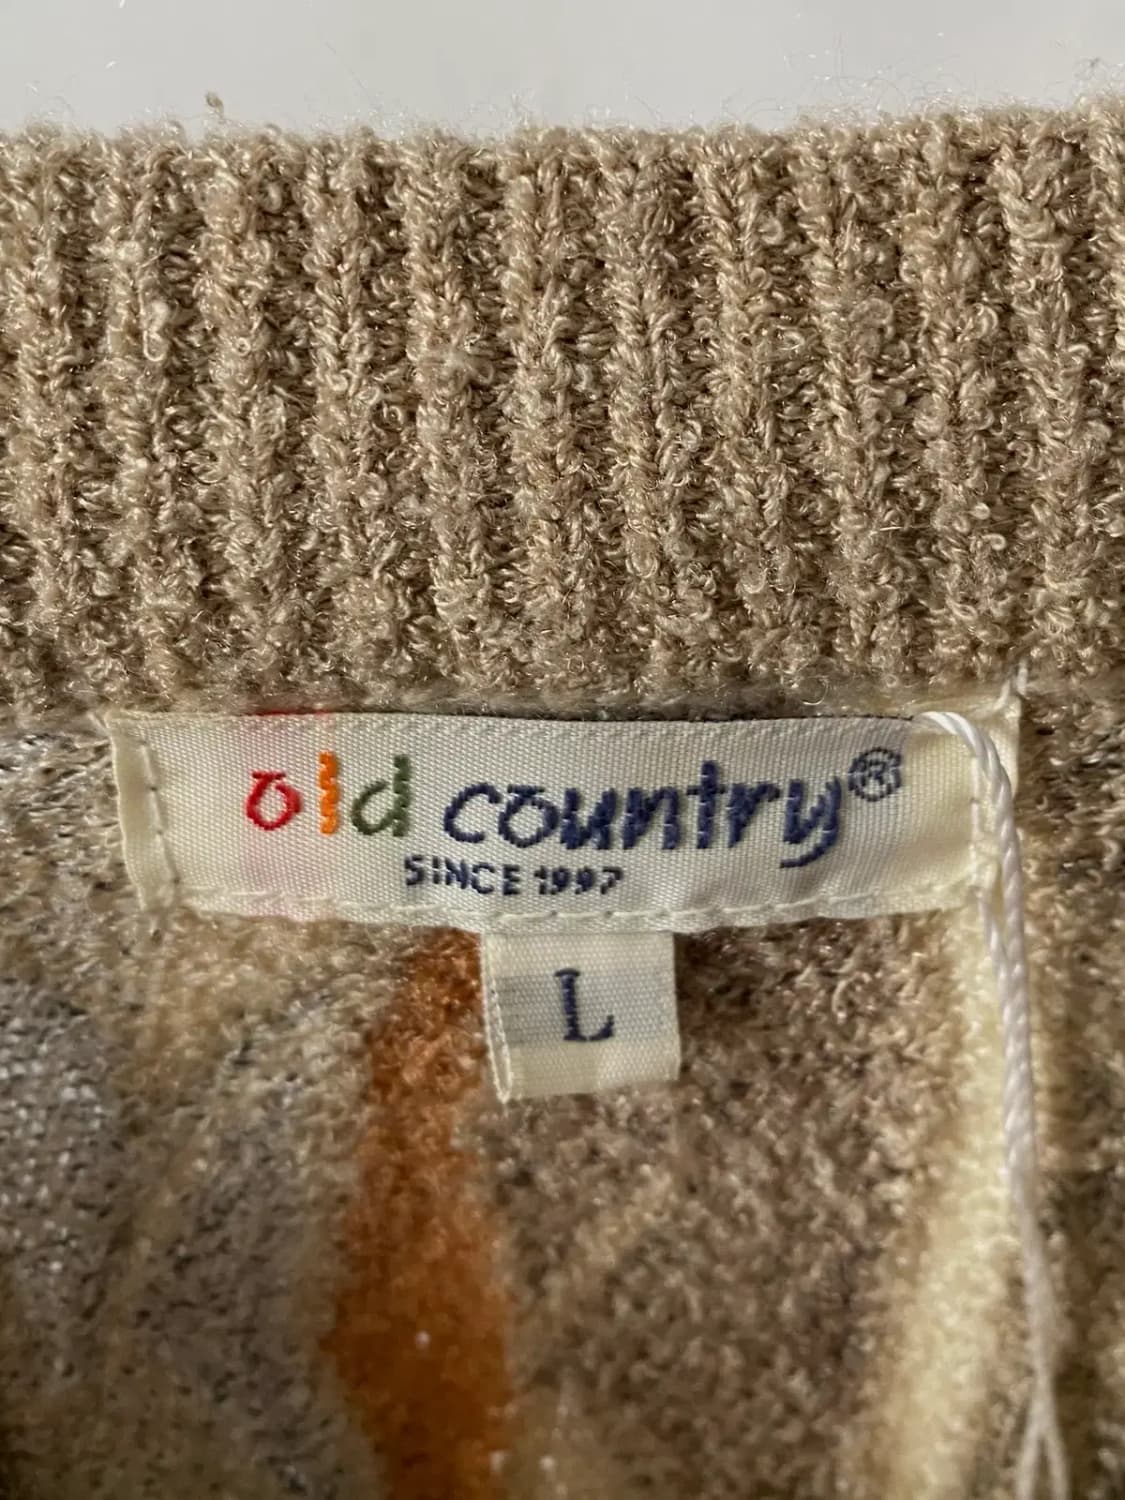 old country®
SINCE 1997
L